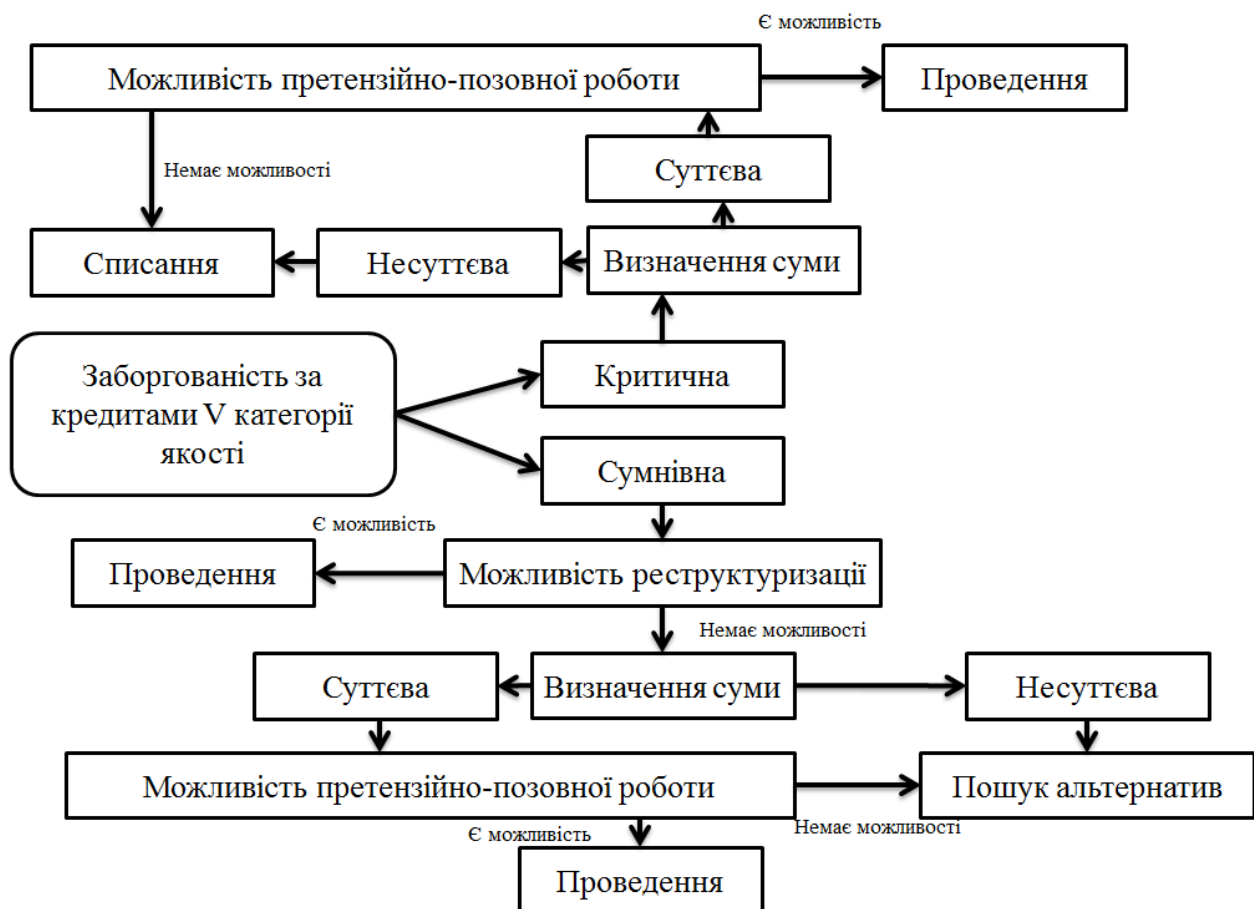 Є можливість
Можливість претензійно-позовної роботи
Проведення
Немає можливості
Суттєва
Списання
Несуттєва
Визначення суми
Заборгованість за
кредитами V категорії
якості
Критична
Сумнівна
Є можливість
Проведення
Можливість реструктуризації
Немає можливості
Суттєва
Визначення суми
Несуттєва
Можливість претензійно-позовної роботи
Пошук альтернатив
Є можливість
Немає можливості
Проведення